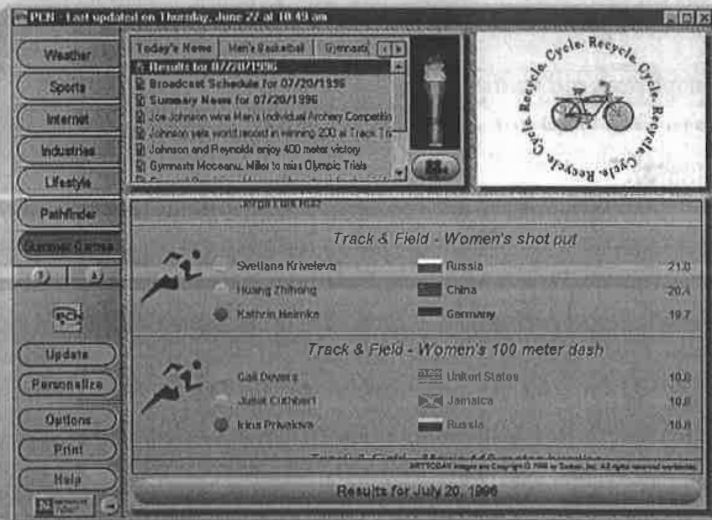 PCN - Last updated on Thursday, June 27 at 10:49 am
Weather
Sports
Internet
Industries
Lifestyle
Pathfinder
Summer Games
Update
Personalize
Options
Print
Help
Today's News
Men's Basketball
Gymnasti
Results for 07/20/1996
Broadcast Schedule for 07/20/1996
Summary News for 07/20/1996
Joe Johnson wins Men's Individual Archery Competitio
Johnson sets world record in winning 200 at Track Tri
Johnson and Reynolds enjoy 400 meter victory
Gymnasts Moceanu, Miller to miss Olympic Trials
Cycle. Recycle. Cycle. Recycle. Cycle. Recycle. Cycle. Recycle.
Track & Field - Women's shot put
Svetlana Kriveleva Russia 21.0
Huang Zhihong China 20.4
Kathrin Neimke Germany 19.7
Track & Field - Women's 100 meter dash
Gail Devers United States 10.8
Juliet Cuthbert Jamaica 10.8
Irina Privalova Russia 10.8
Results for July 20, 1996